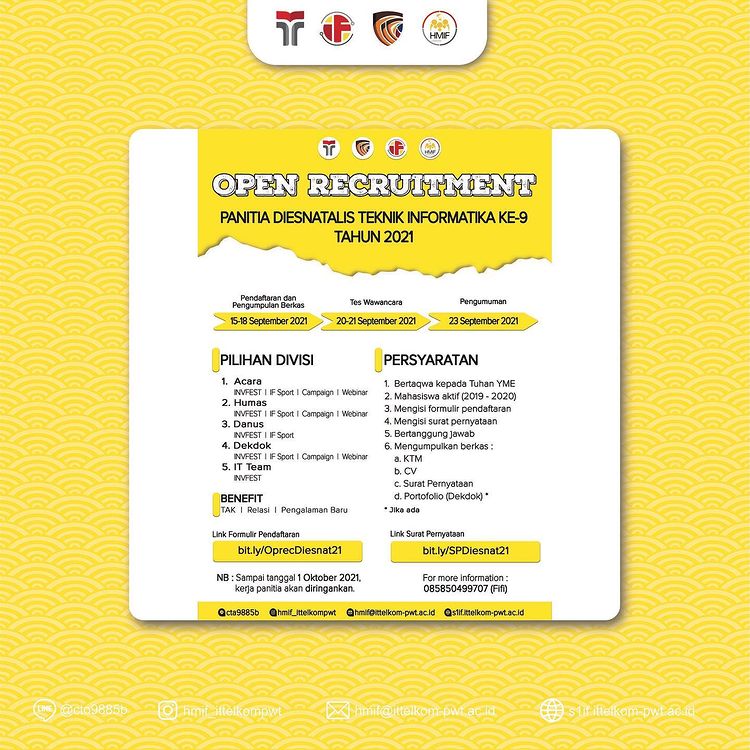 HMIF
HMIF
OPEN RECRUITMENT
PANITIA DIESNATALIS TEKNIK INFORMATIKA KE-9
TAHUN 2021
Pendaftaran dan
Pengumpulan Berkas
15-18 September 2021
Tes Wawancara
20-21 September 2021
Pengumuman
23 September 2021
PILIHAN DIVISI
1. Acara
INVFEST | IF Sport | Campaign | Webinar
2. Humas
INVFEST | IF Sport | Campaign | Webinar
3. Danus
INVFEST | IF Sport
4. Dekdok
INVFEST | IF Sport | Campaign | Webinar
5. IT Team
INVFEST
BENEFIT
TAK | Relasi | Pengalaman Baru
PERSYARATAN
1. Bertaqwa kepada Tuhan YME
2. Mahasiswa aktif (2019 - 2020)
3. Mengisi formulir pendaftaran
4. Mengisi surat pernyataan
5. Bertanggung jawab
6. Mengumpulkan berkas :
a. KTM
b. CV
c. Surat Pernyataan
d. Portofolio (Dekdok) *
* Jika ada
Link Formulir Pendaftaran
bit.ly/OprecDiesnat21
Link Surat Pernyataan
bit.ly/SPDiesnat21
NB : Sampai tanggal 1 Oktober 2021,
kerja panitia akan diringankan.
For more information :
085850499707 (Fifi)
@cta9885b
hmif_ittelkompwt
hmif@ittelkom-pwt.ac.id
s1if.ittelkom-pwt.ac.id
LINE @cta9885b
hmif_ittelkompwt
hmif@ittelkom-pwt.ac.id
s1if.ittelkom-pwt.ac.id